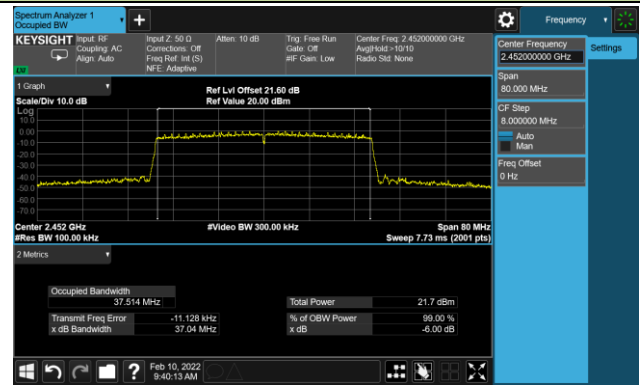 Spectrum Analyzer 1
Occupied BW
Frequency
KEYSIGHT
Input: RF
Coupling: AC
Align: Auto
Input Z: 50 Ω
Corrections: Off
Freq Ref: Int (S)
NFE: Adaptive
Atten: 10 dB
Trig: Free Run
Gate: Off
#IF Gain: Low
Center Freq: 2.452000000 GHz
Avg|Hold:>10/10
Radio Std: None
LXI
Center Frequency
2.452000000 GHz
Settings
Span
80.000 MHz
CF Step
8.000000 MHz
Auto
Man
Freq Offset
0 Hz
1 Graph
Ref Lvl Offset 21.60 dB
Scale/Div 10.0 dB
Ref Value 20.00 dBm
Log
10.0
0.00
-10.0
-20.0
-30.0
-40.0
-50.0
-60.0
-70.0
Center 2.452 GHz
#Video BW 300.00 kHz
Span 80 MHz
#Res BW 100.00 kHz
Sweep 7.73 ms (2001 pts)
2 Metrics
Occupied Bandwidth
37.514 MHz
Total Power
21.7 dBm
Transmit Freq Error
-11.128 kHz
% of OBW Power
99.00 %
x dB Bandwidth
37.04 MHz
x dB
-6.00 dB
?
Feb 10, 2022
9:40:13 AM